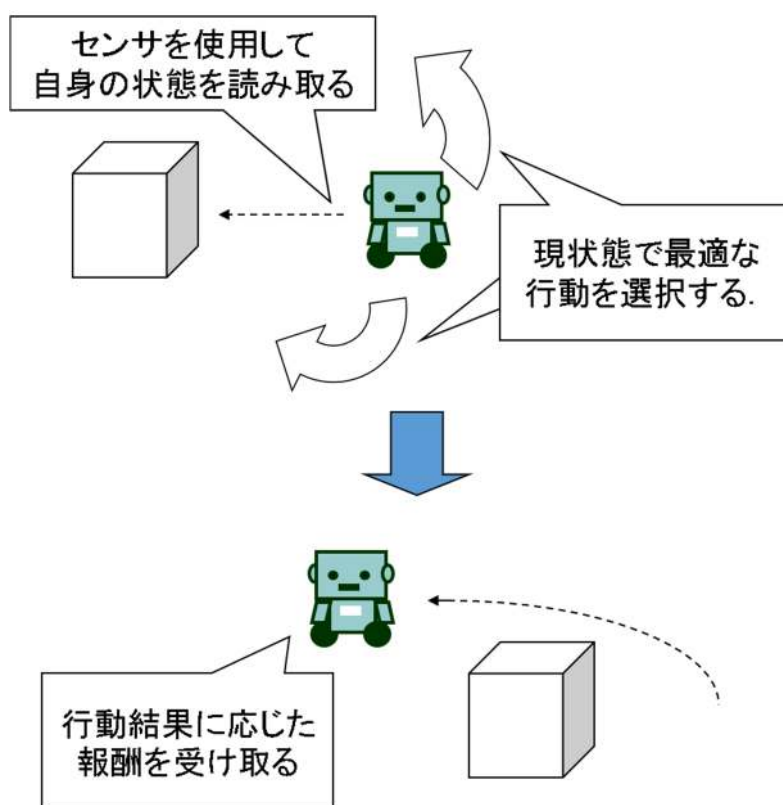 センサを使用して
自身の状態を読み取る
現状態で最適な
行動を選択する.
行動結果に応じた
報酬を受け取る